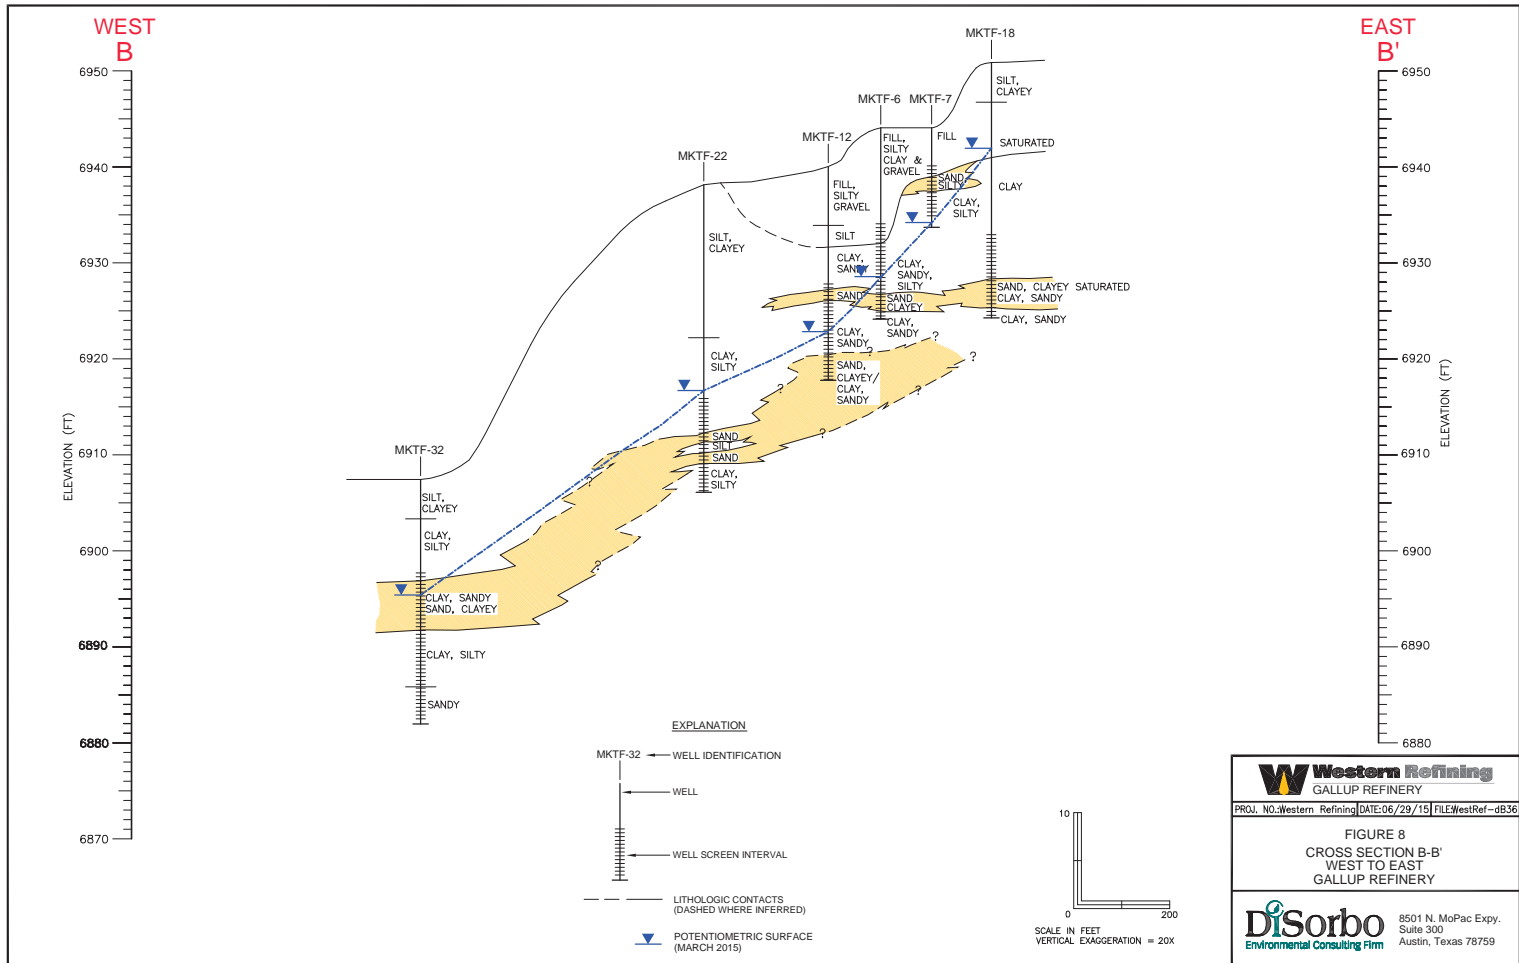 WEST
B
EAST
B'
MKTF-18
MKTF-6
MKTF-7
MKTF-12
MKTF-22
MKTF-32
6950
6940
6930
6920
6910
6900
6890
6880
6870
ELEVATION (FT)
6950
6940
6930
6920
6910
6900
6890
6880
ELEVATION (FT)
SILT,
CLAYEY
CLAY,
SILTY
CLAY, SANDY
SAND, CLAYEY
CLAY, SILTY
SANDY
SILT,
CLAYEY
CLAY,
SILTY
SAND
SILT
SAND
CLAY,
SILTY
FILL,
SILTY
GRAVEL
SILT
CLAY,
SANDY
SAND
CLAY,
SANDY
SAND,
CLAYEY/
CLAY,
SANDY
FILL,
SILTY
CLAY &
GRAVEL
CLAY,
SANDY,
SILTY
SAND
CLAYEY
CLAY,
SANDY
FILL
SAND,
SILTY
CLAY,
SILTY
SILT,
CLAYEY
SATURATED
CLAY
SAND, CLAYEY SATURATED
CLAY, SANDY
CLAY, SANDY
?
?
?
?
?
?
?
?
EXPLANATION
MKTF-32
WELL IDENTIFICATION
WELL
WELL SCREEN INTERVAL
LITHOLOGIC CONTACTS
(DASHED WHERE INFERRED)
POTENTIOMETRIC SURFACE
(MARCH 2015)
10
0
200
SCALE IN FEET
VERTICAL EXAGGERATION = 20X
Western Refining
GALLUP REFINERY
PROJ. NO.:Western Refining DATE:06/29/15 FILE:WestRef-dB36
FIGURE 8
CROSS SECTION B-B'
WEST TO EAST
GALLUP REFINERY
DiSorbo
Environmental Consulting Firm
8501 N. MoPac Expy.
Suite 300
Austin, Texas 78759